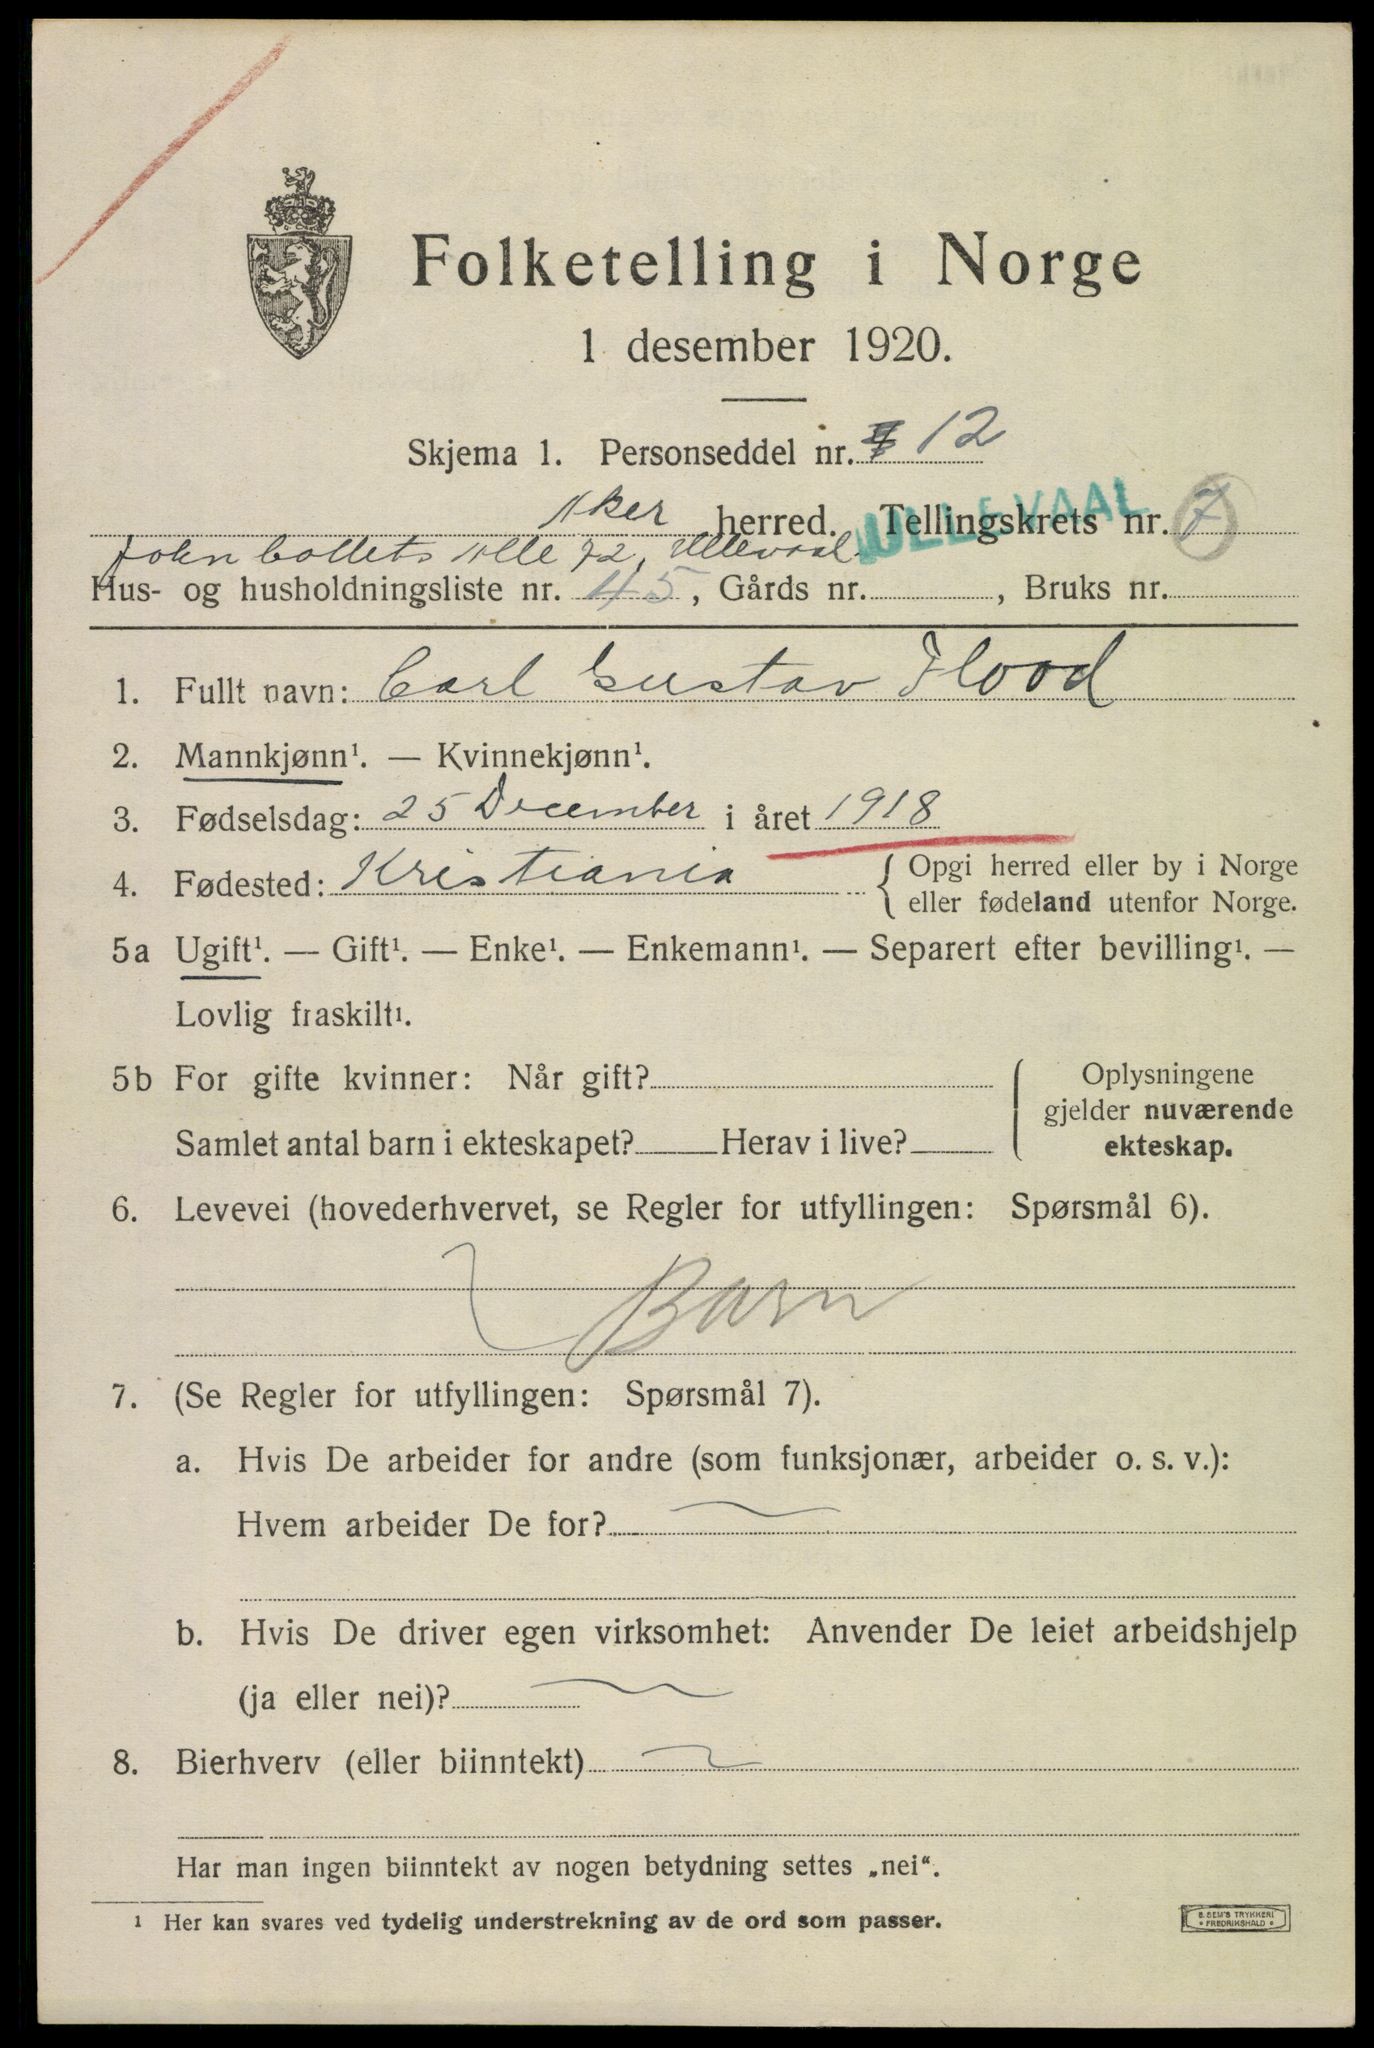 Folketelling i Norge
1 desember 1920.
Skjema 1. Personseddel nr. 12
Aker herred. Tellingskrets nr. 7
ULLEVAAL
John Collets Alle 72, Ullevaal.
Hus- og husholdningsliste nr. 45, Gårds nr. , Bruks nr.
1. Fullt navn: Carl Gustav Flood
2. Mannkjønn¹. — Kvinnekjønn¹.
3. Fødselsdag: 25 December i året 1918
4. Fødested: Kristiania { Opgi herred eller by i Norge
eller fødeland utenfor Norge.
5a Ugift¹. — Gift¹. — Enke¹. — Enkemann¹. — Separert efter bevilling¹. —
Lovlig fraskilt¹.
5b For gifte kvinner: Når gift?
Samlet antal barn i ekteskapet? Herav i live?
{ Oplysningene
gjelder nuværende
ekteskap.
6. Levevei (hovederhvervet, se Regler for utfyllingen: Spørsmål 6).
Barn
7. (Se Regler for utfyllingen: Spørsmål 7).
a. Hvis De arbeider for andre (som funksjonær, arbeider o. s. v.):
Hvem arbeider De for?
b. Hvis De driver egen virksomhet: Anvender De leiet arbeidshjelp
(ja eller nei)?
8. Bierhverv (eller biinntekt)
Har man ingen biinntekt av nogen betydning settes „nei“.
¹ Her kan svares ved tydelig understrekning av de ord som passer.
E. SEM'S TRYKKERI
FREDRIKSHALD